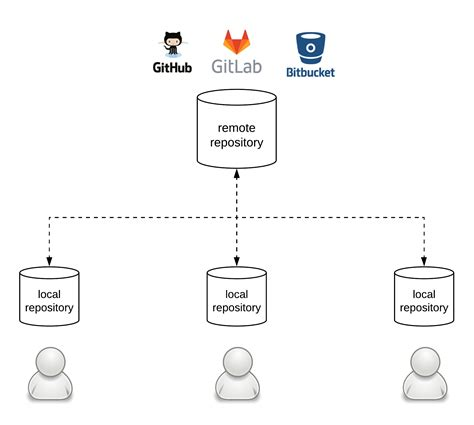 GitHub
GitLab
Bitbucket
remote
repository
local
repository
local
repository
local
repository